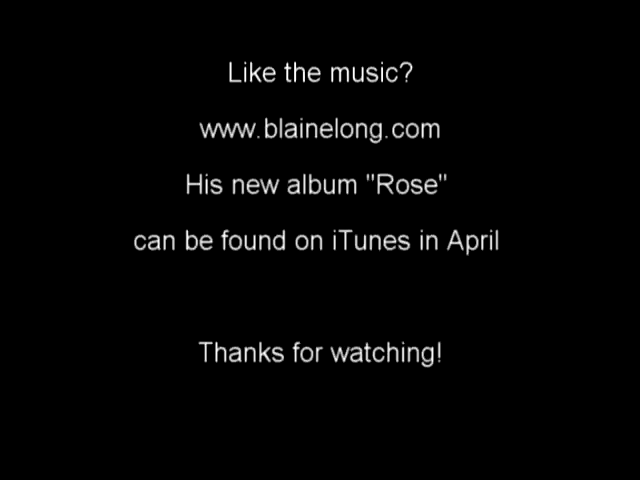 Like the music?
www.blainelong.com
His new album "Rose"
can be found on iTunes in April
Thanks for watching!